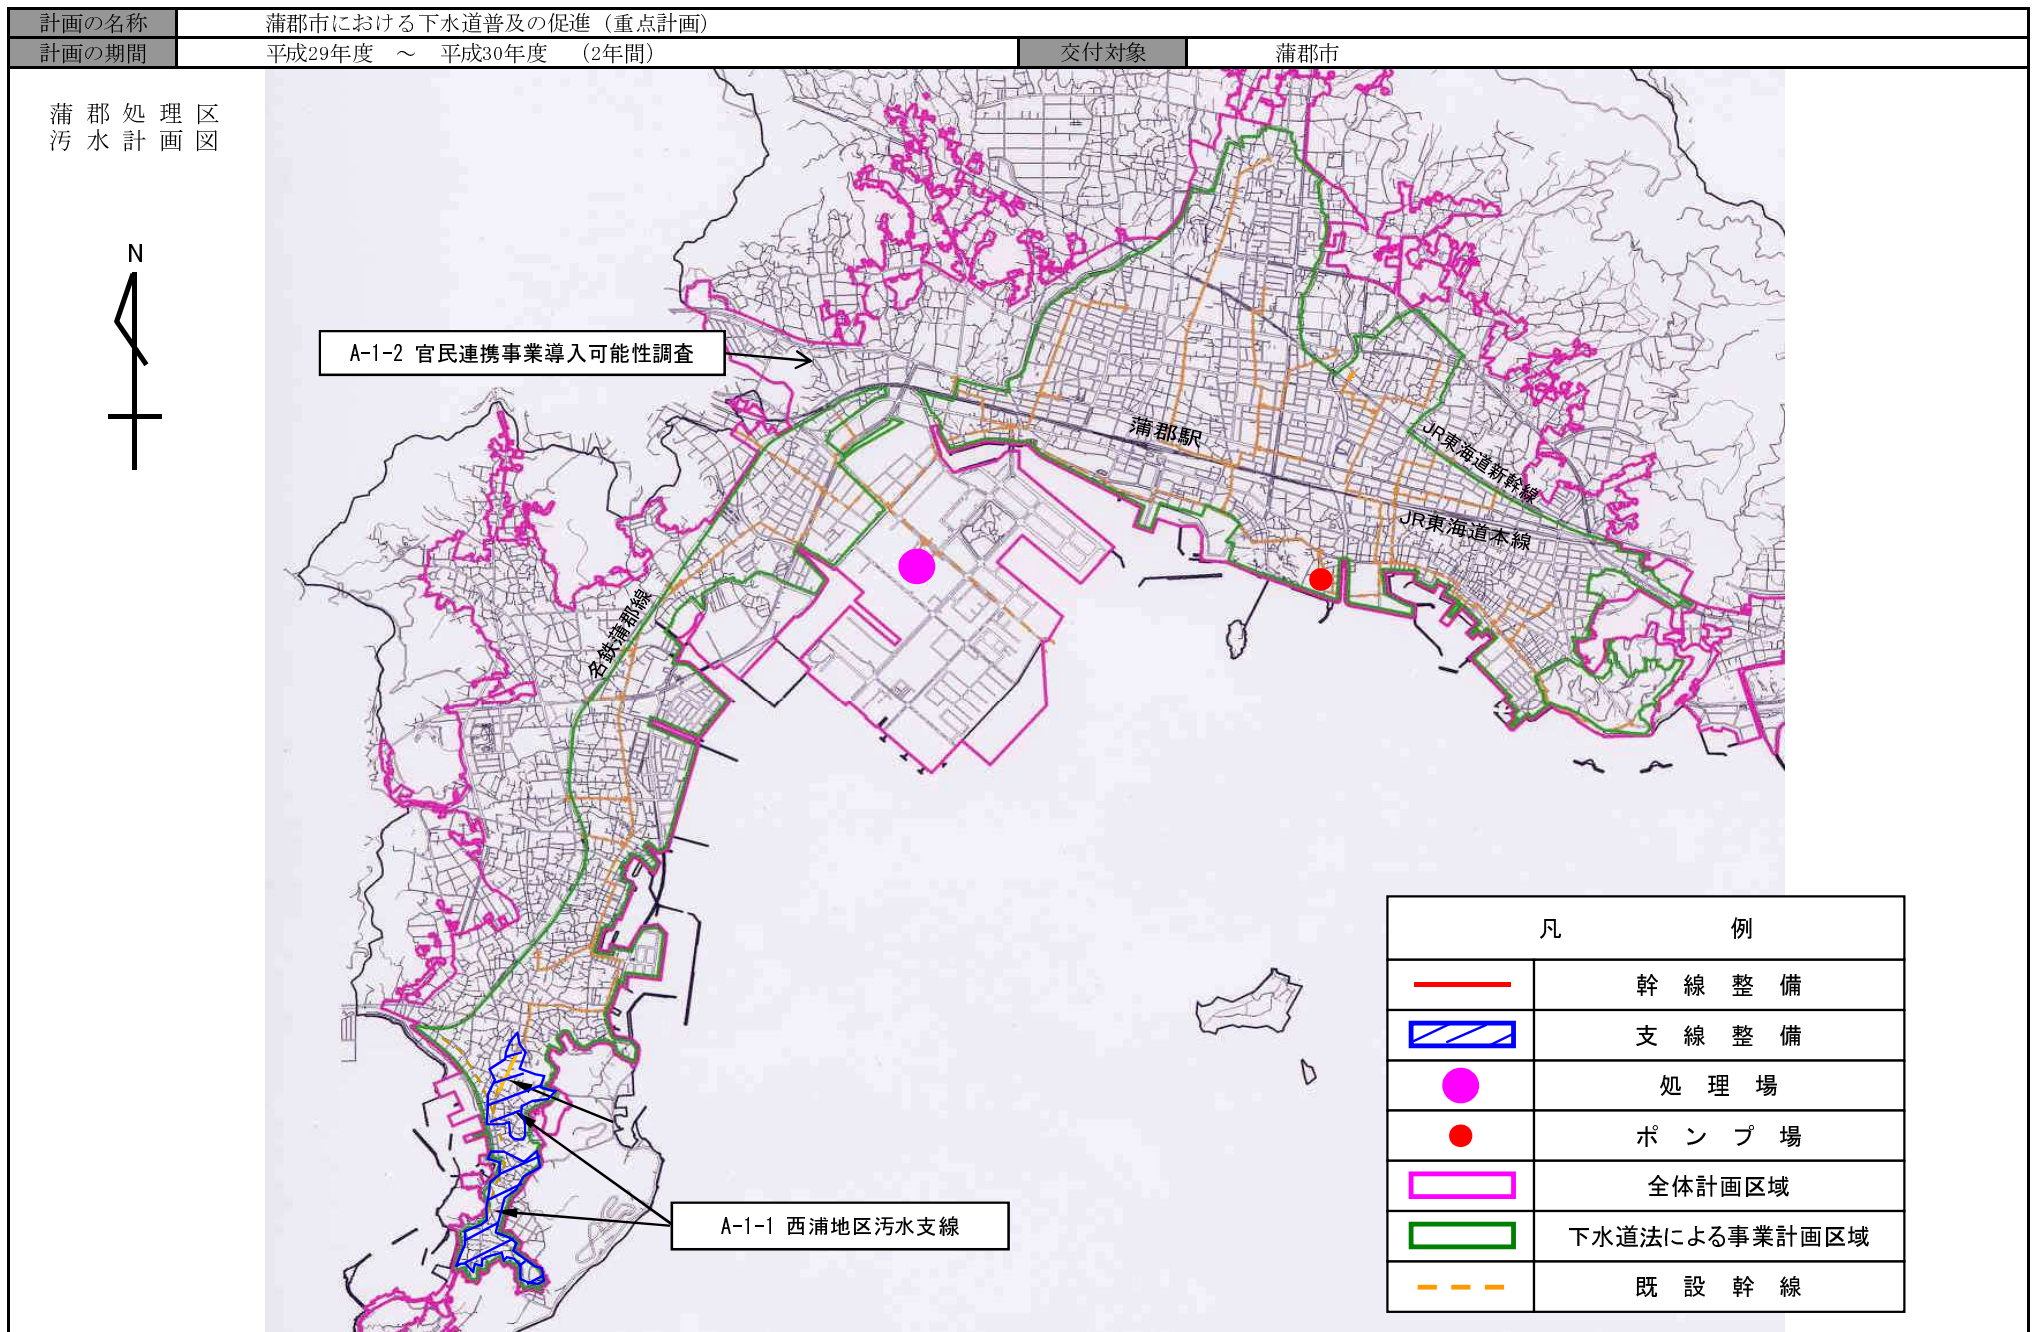 計画の名称 蒲郡市における下水道普及の促進（重点計画）
計画の期間 平成29年度 ～ 平成30年度 （2年間） 交付対象 蒲郡市
蒲郡処理区
汚水計画図
N
A-1-2 官民連携事業導入可能性調査
蒲郡駅
JR東海道新幹線
JR東海道本線
名鉄蒲郡線
A-1-1 西浦地区汚水支線
凡例
幹線整備
支線整備
処理場
ポンプ場
全体計画区域
下水道法による事業計画区域
既設幹線